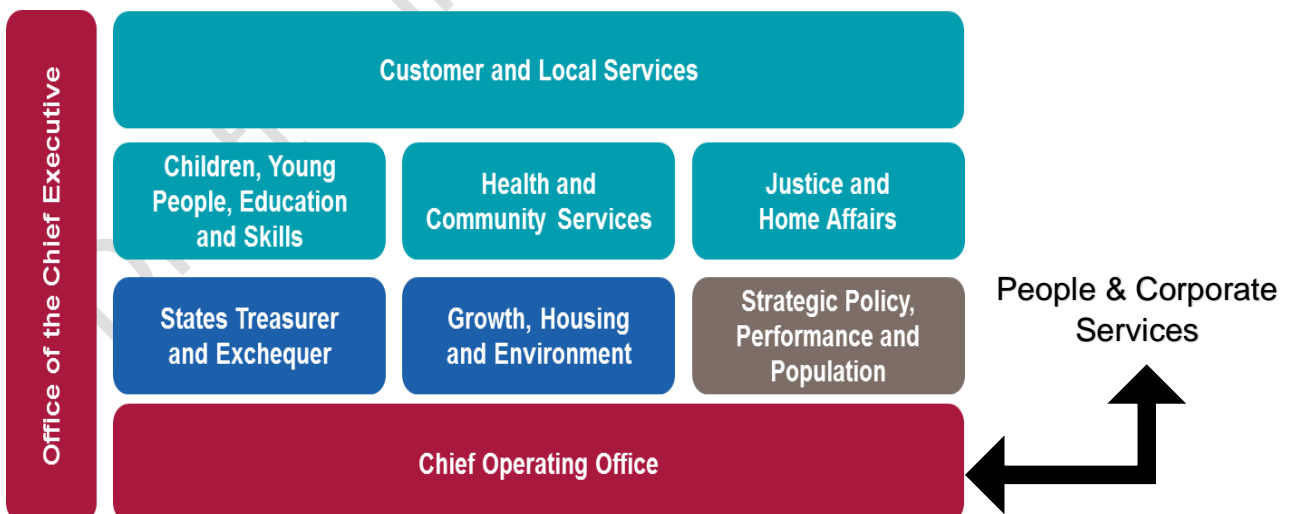 Office of the Chief Executive
Customer and Local Services
Children, Young
People, Education
and Skills
Health and
Community Services
Justice and
Home Affairs
States Treasurer
and Exchequer
Growth, Housing
and Environment
Strategic Policy,
Performance and
Population
People & Corporate
Services
Chief Operating Office